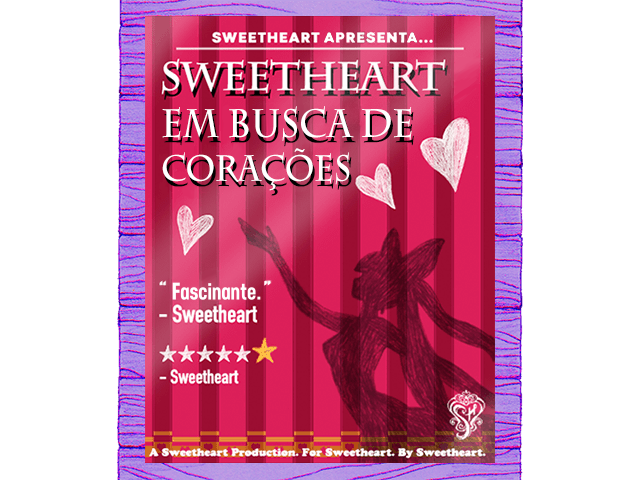 SWEETHEART APRESENTA...
SWEETHEART
EM BUSCA DE
CORAÇÕES
“ Fascinante.”
– Sweetheart
– Sweetheart
A Sweetheart Production. For Sweetheart. By Sweetheart.